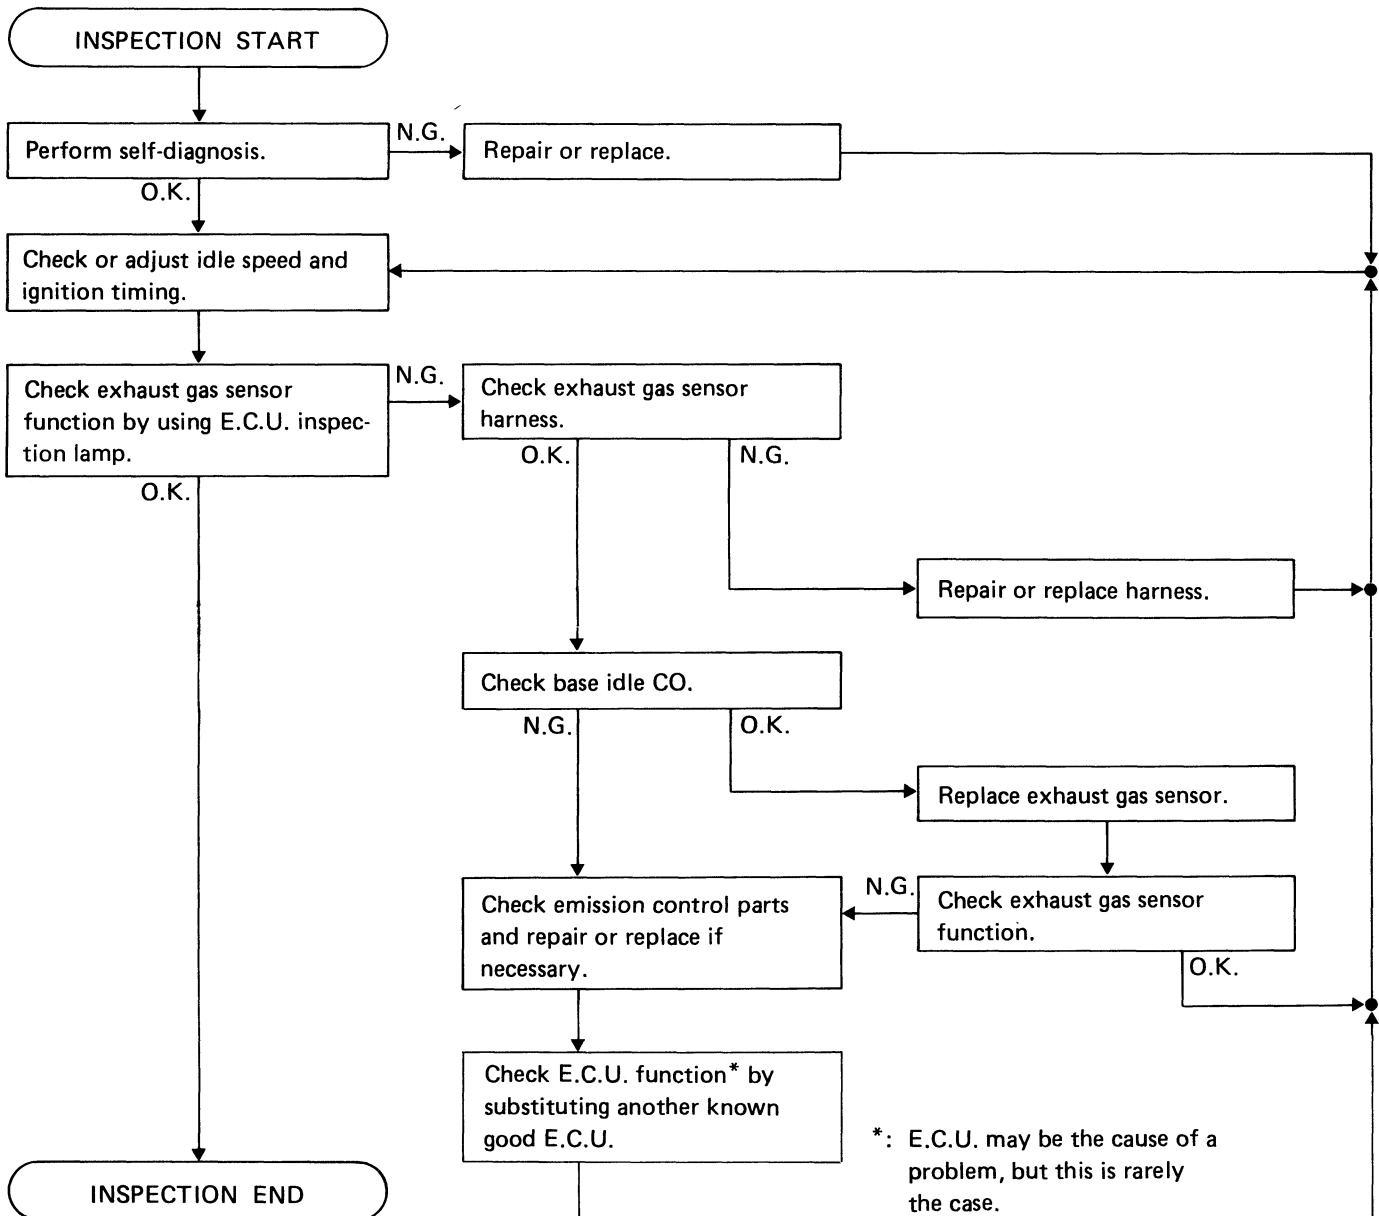 INSPECTION START
Perform self-diagnosis.
N.G.
Repair or replace.
O.K.
Check or adjust idle speed and
ignition timing.
Check exhaust gas sensor
function by using E.C.U. inspec-
tion lamp.
N.G.
Check exhaust gas sensor
harness.
O.K.
O.K.
N.G.
Repair or replace harness.
Check base idle CO.
N.G.
O.K.
Replace exhaust gas sensor.
Check emission control parts
and repair or replace if
necessary.
N.G.
Check exhaust gas sensor
function.
O.K.
Check E.C.U. function* by
substituting another known
good E.C.U.
*: E.C.U. may be the cause of a
problem, but this is rarely
the case.
INSPECTION END